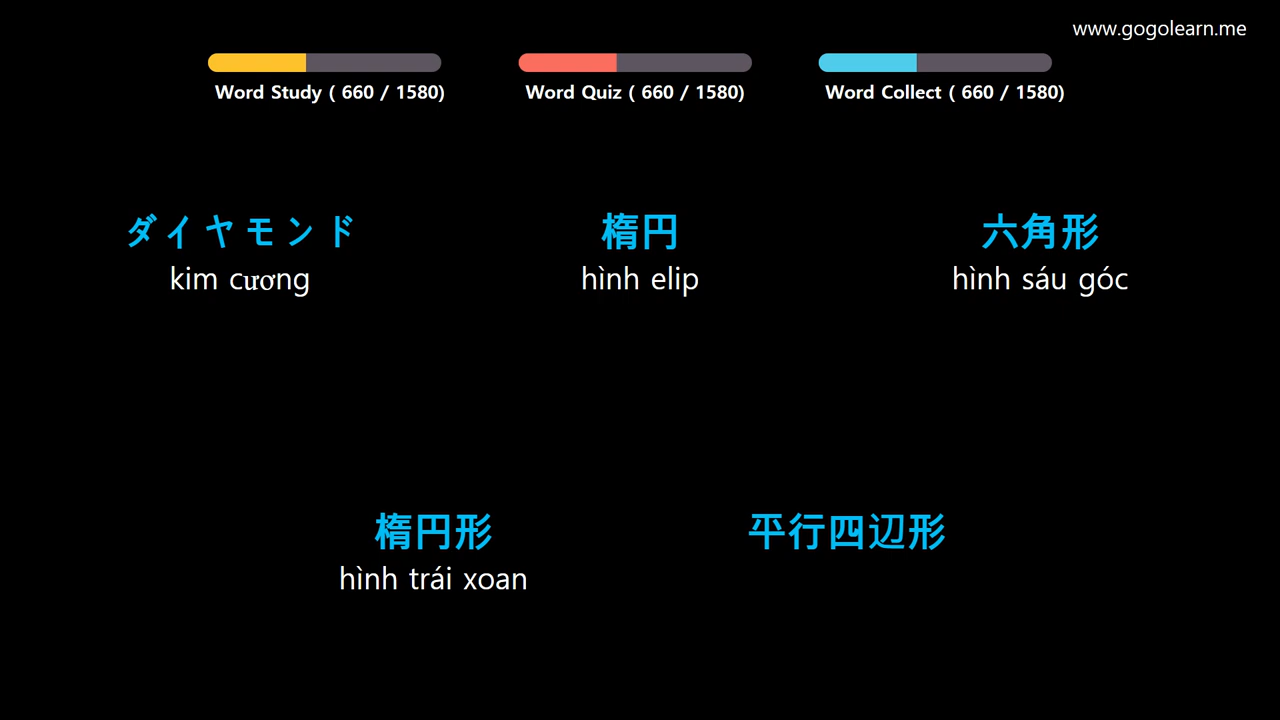 www.gogolearn.me
Word Study ( 660 / 1580)
Word Quiz ( 660 / 1580)
Word Collect ( 660 / 1580)
ダイヤモンド
kim cương
楕円
hình elip
六角形
hình sáu góc
楕円形
hình trái xoan
平行四辺形